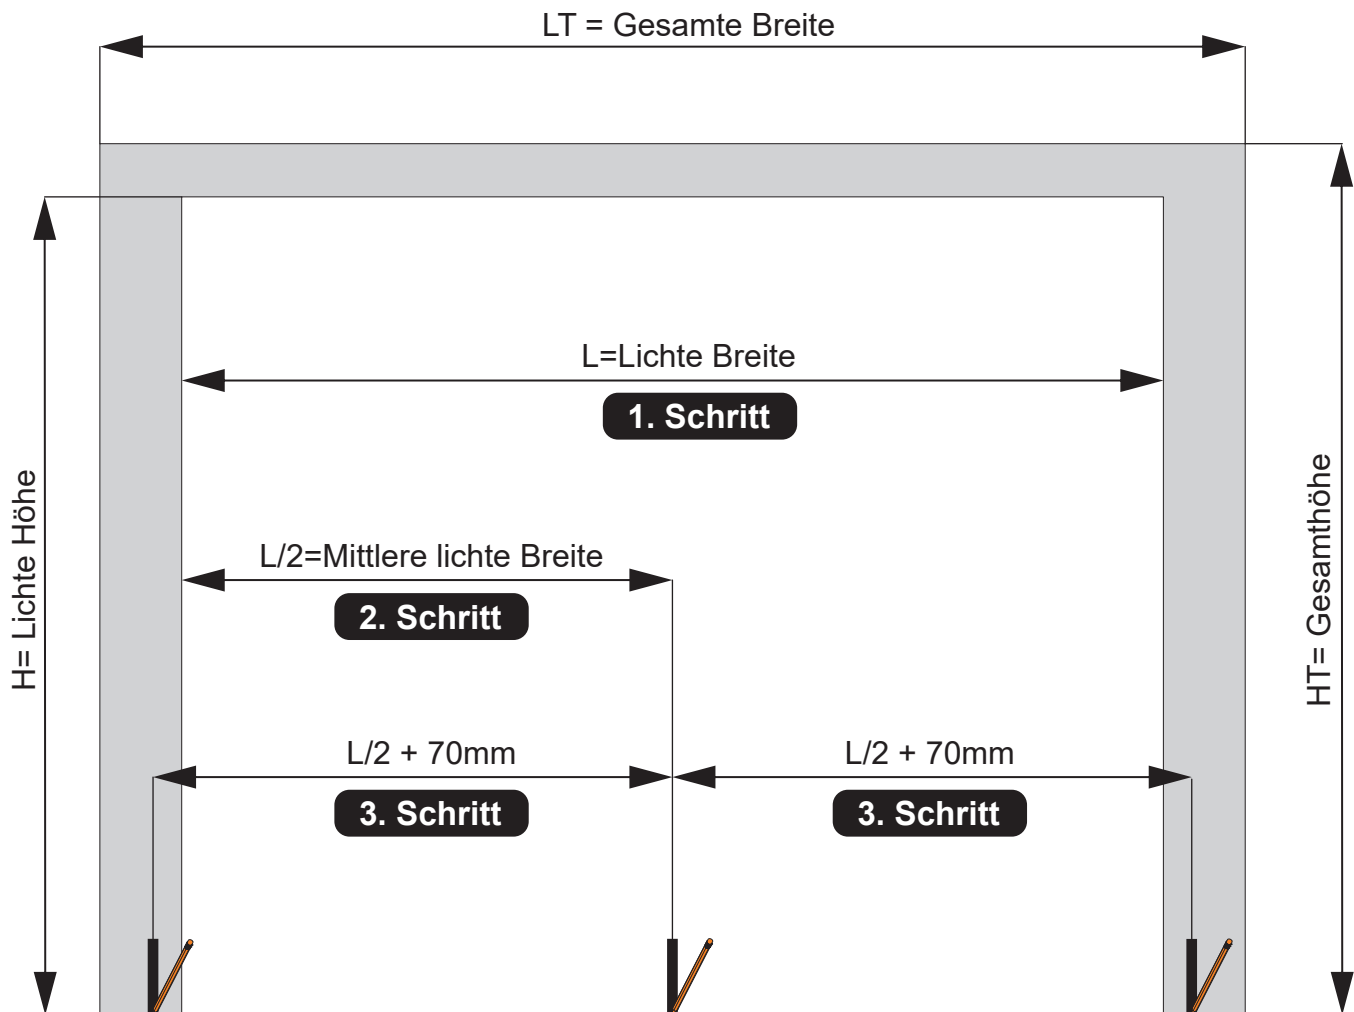 LT = Gesamte Breite
L=Lichte Breite
1. Schritt
H= Lichte Höhe
HT= Gesamthöhe
L/2=Mittlere lichte Breite
2. Schritt
L/2 + 70mm
L/2 + 70mm
3. Schritt
3. Schritt